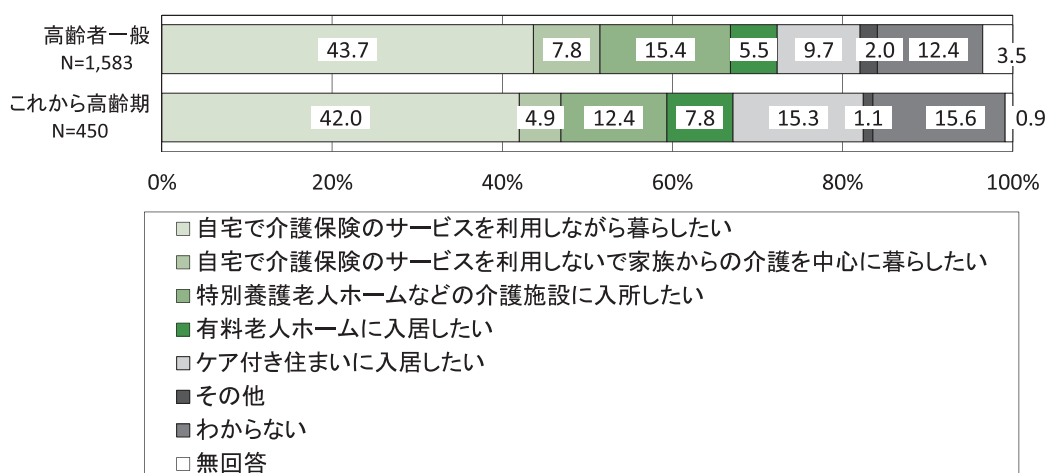 高齢者一般
N=1,583
43.7 7.8 15.4 5.5 9.7 2.0 12.4 3.5
これから高齢期
N=450
42.0 4.9 12.4 7.8 15.3 1.1 15.6 0.9
0% 20% 40% 60% 80% 100%
自宅で介護保険のサービスを利用しながら暮らしたい
自宅で介護保険のサービスを利用しないで家族からの介護を中心に暮らしたい
特別養護老人ホームなどの介護施設に入所したい
有料老人ホームに入居したい
ケア付き住まいに入居したい
その他
わからない
無回答